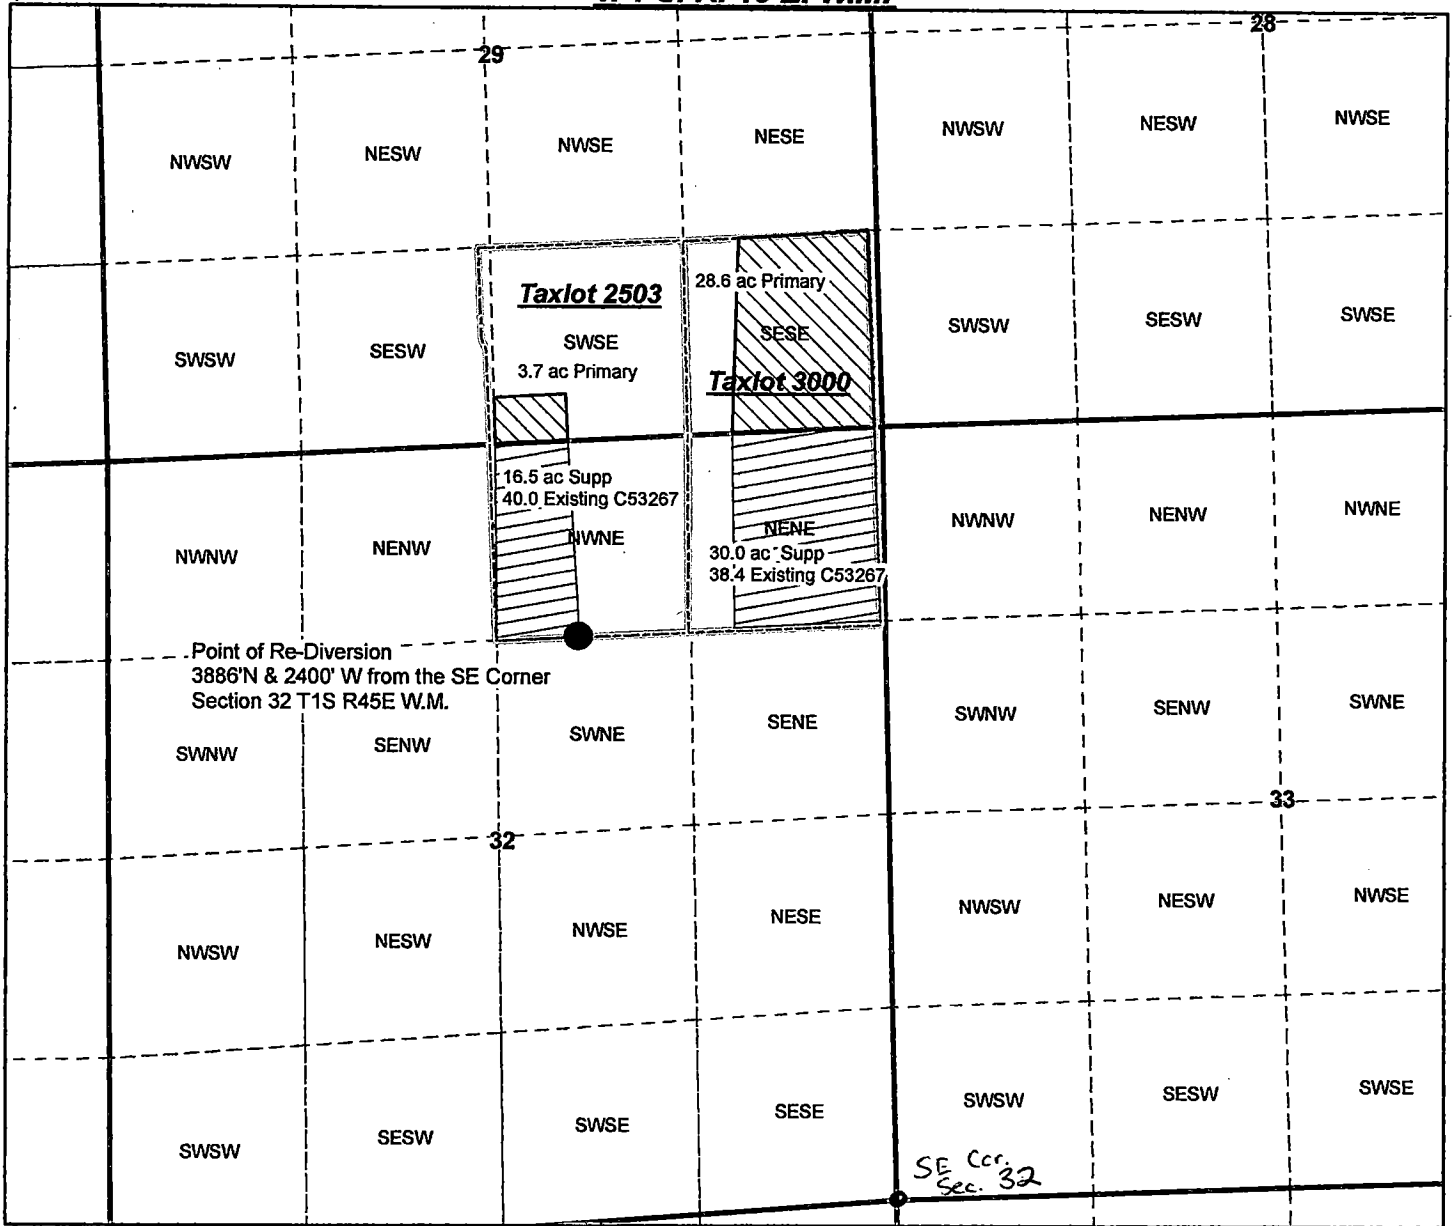 29
28
NWSW
NESW
NWSE
NESE
NWSW
NESW
NWSE
Taxlot 2503
28.6 ac Primary
SWSW
SESW
SWSE
SESE
SWSW
SESW
SWSE
3.7 ac Primary
Taxlot 3000
16.5 ac Supp
40.0 Existing C53267
NWNW
NENW
NWNE
NENE
NWNW
NENW
NWNE
30.0 ac Supp
38.4 Existing C53267
Point of Re-Diversion
3886'N & 2400' W from the SE Corner
Section 32 T1S R45E W.M.
SWNW
SENW
SWNE
SENE
SWNW
SENW
SWNE
32
33
NWSW
NESW
NWSE
NESE
NWSW
NESW
NWSE
SWSW
SESW
SWSE
SESE
SWSW
SESW
SWSE
SE Cor.
Sec. 32